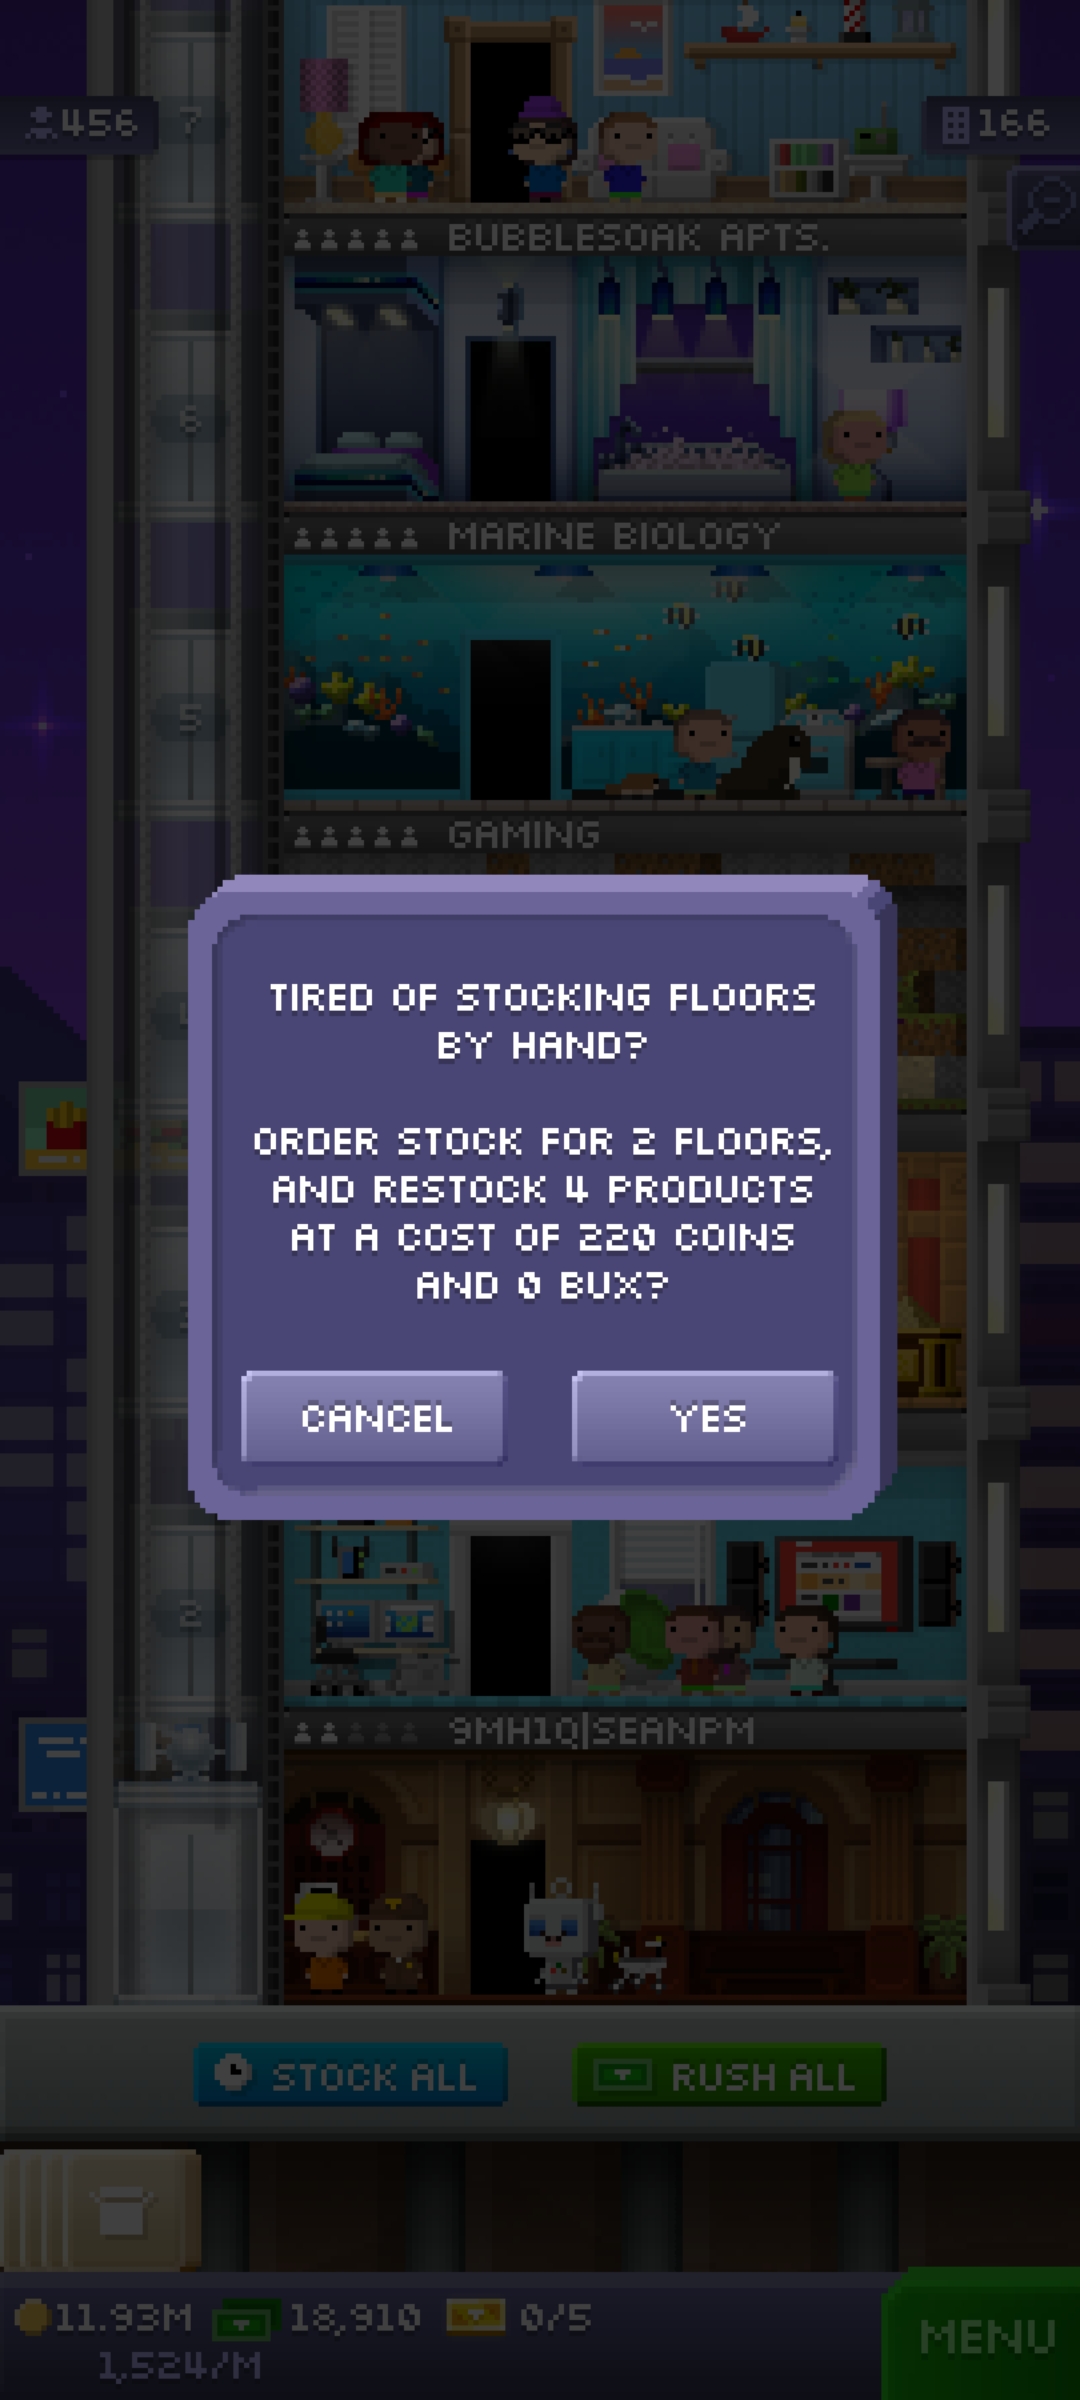 456
7
166
BUBBLESOAK APTS.
6
MARINE BIOLOGY
5
GAMING
TIRED OF STOCKING FLOORS
BY HAND?
ORDER STOCK FOR 2 FLOORS,
AND RESTOCK 4 PRODUCTS
AT A COST OF 220 COINS
AND 0 BUX?
CANCEL
YES
2
9MH1Q|SEANPM
STOCK ALL
RUSH ALL
11.93M
18,910
0/5
1,524/M
MENU